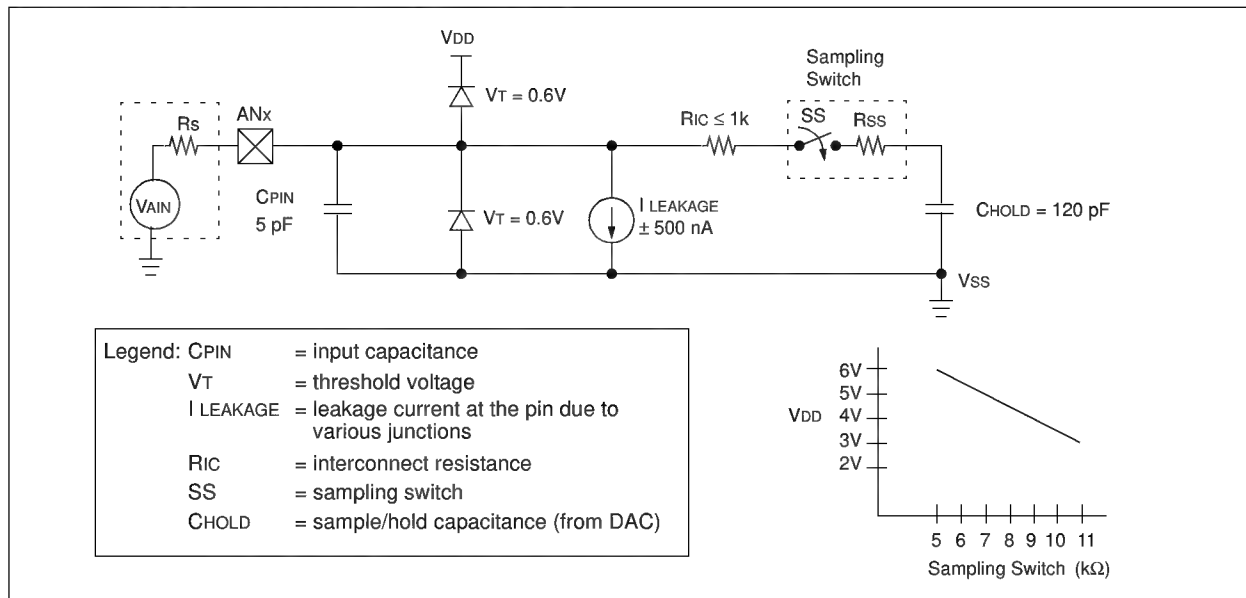 VDD
Sampling
Switch
VT = 0.6V
ANx
RIC ≤ 1k
SS
RSS
Rs
CPIN
5 pF
VAIN
VT = 0.6V
I LEAKAGE
± 500 nA
CHOLD = 120 pF
VSS
Legend: CPIN = input capacitance
VT = threshold voltage
I LEAKAGE = leakage current at the pin due to
various junctions
RIC = interconnect resistance
SS = sampling switch
CHOLD = sample/hold capacitance (from DAC)
6V
5V
VDD 4V
3V
2V
5 6 7 8 9 10 11
Sampling Switch (kΩ)